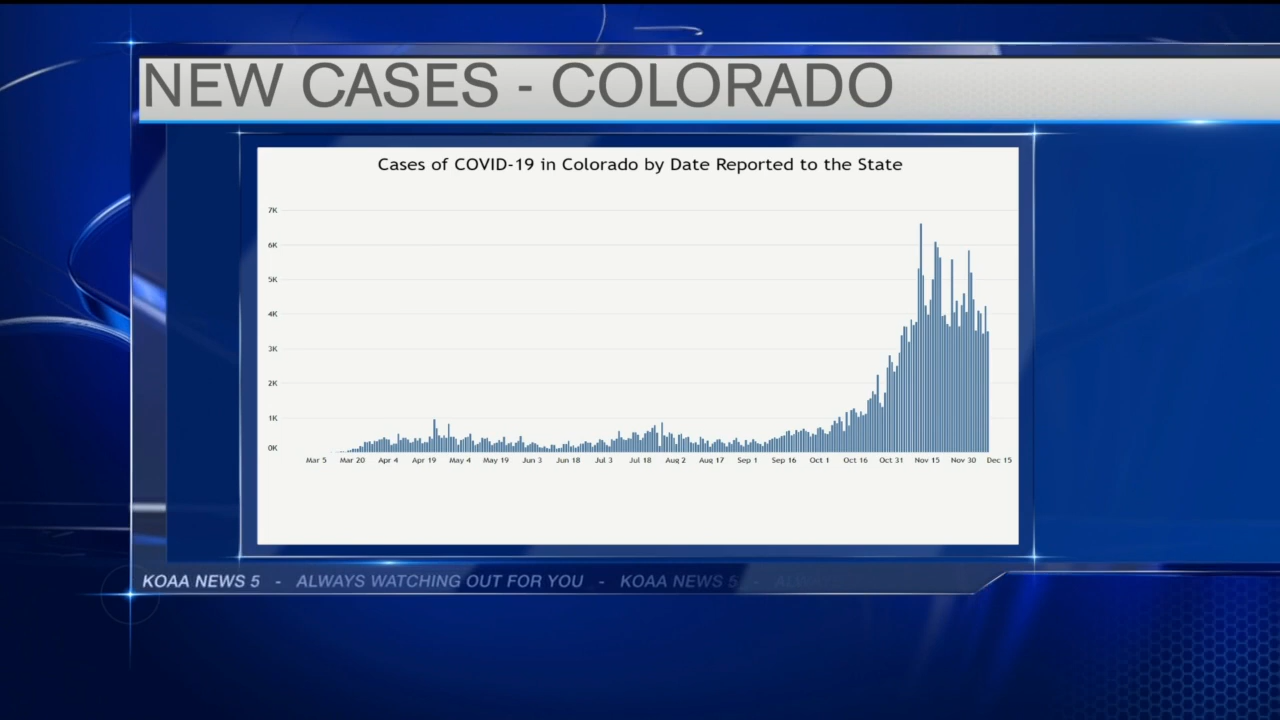 NEW CASES - COLORADO
Cases of COVID-19 in Colorado by Date Reported to the State
7K
6K
5K
4K
3K
2K
1K
0K
Mar 5 Mar 20 Apr 4 Apr 19 May 4 May 19 Jun 3 Jun 18 Jul 3 Jul 18 Aug 2 Aug 17 Sep 1 Sep 16 Oct 1 Oct 16 Oct 31 Nov 15 Nov 30 Dec 15
KOAA NEWS 5 - ALWAYS WATCHING OUT FOR YOU - KOAA NEWS 5 -